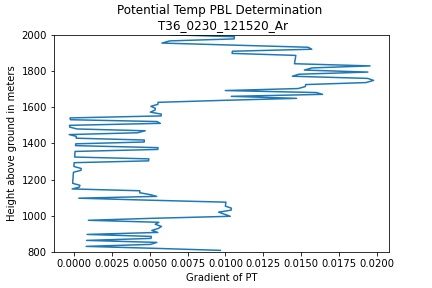 Potential Temp PBL Determination
T36_0230_121520_Ar
2000
1800
1600
1400
1200
1000
800
Height above ground in meters
0.0000 0.0025 0.0050 0.0075 0.0100 0.0125 0.0150 0.0175 0.0200
Gradient of PT